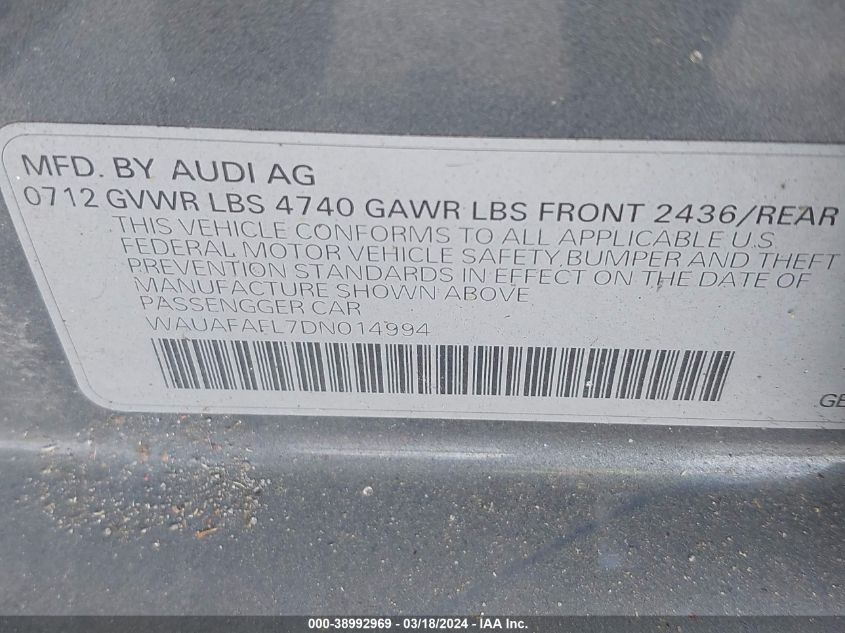 MFD. BY AUDI AG
0712 GVWR LBS 4740 GAWR LBS FRONT 2436/REAR
THIS VEHICLE CONFORMS TO ALL APPLICABLE U.S.
FEDERAL MOTOR VEHICLE SAFETY, BUMPER AND THEFT
PREVENTION STANDARDS IN EFFECT ON THE DATE OF
MANUFACTURE SHOWN ABOVE
PASSENGGER CAR
WAUAFAFL7DN014994
GE
000-38992969 - 03/18/2024 - IAA Inc.